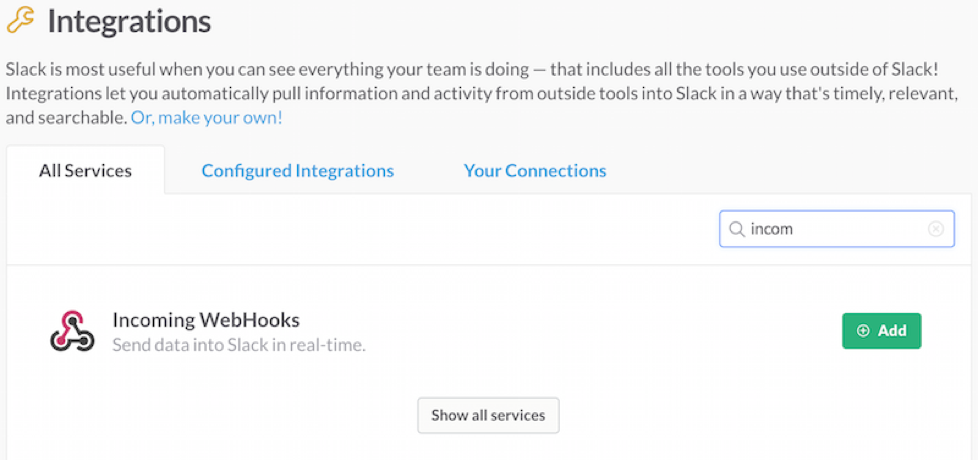 Integrations
Slack is most useful when you can see everything your team is doing — that includes all the tools you use outside of Slack!
Integrations let you automatically pull information and activity from outside tools into Slack in a way that's timely, relevant,
and searchable. Or, make your own!
All Services Configured Integrations Your Connections
incom
Incoming WebHooks
Send data into Slack in real-time.
Add
Show all services